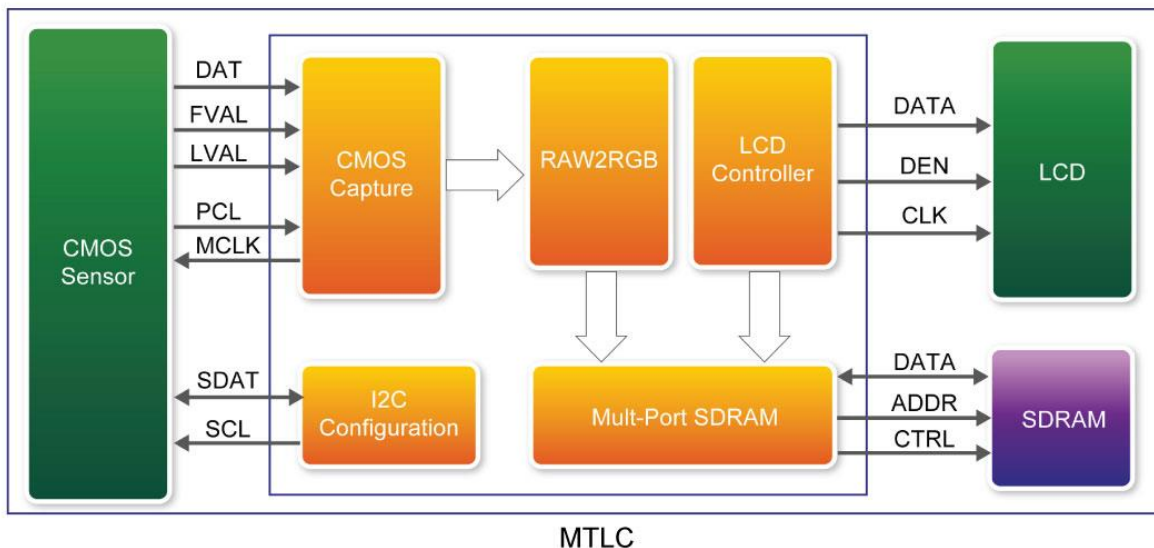 DAT
FVAL
LVAL
PCL
MCLK
SDAT
SCL
CMOS
Sensor
CMOS
Capture
I2C
Configuration
RAW2RGB
LCD
Controller
Mult-Port SDRAM
DATA
DEN
CLK
LCD
DATA
ADDR
CTRL
SDRAM
MTLC